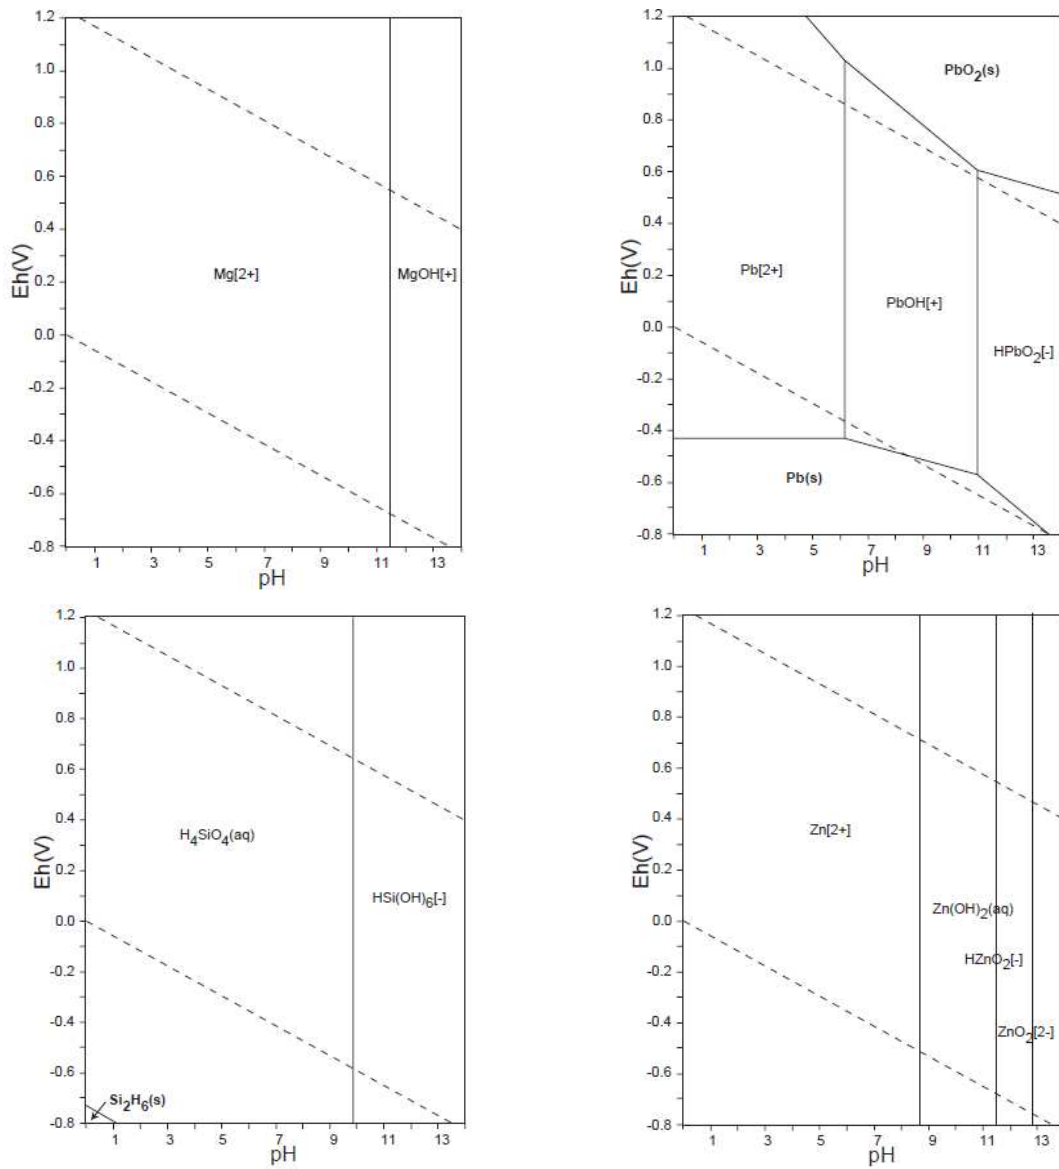 1.2
1.0
0.8
0.6
0.4
0.2
0.0
-0.2
-0.4
-0.6
-0.8
Eh(V)
Mg[2+]
MgOH[+]
1 3 5 7 9 11 13
pH
1.2
1.0
0.8
0.6
0.4
0.2
0.0
-0.2
-0.4
-0.6
-0.8
Eh(V)
PbO2(s)
Pb[2+]
PbOH[+]
HPbO2[-]
Pb(s)
1 3 5 7 9 11 13
pH
1.2
1.0
0.8
0.6
0.4
0.2
0.0
-0.2
-0.4
-0.6
-0.8
Eh(V)
H4SiO4(aq)
HSi(OH)6[-]
Si2H6(s)
1 3 5 7 9 11 13
pH
1.2
1.0
0.8
0.6
0.4
0.2
0.0
-0.2
-0.4
-0.6
-0.8
Eh(V)
Zn[2+]
Zn(OH)2(aq)
HZnO2[-]
ZnO2[2-]
1 3 5 7 9 11 13
pH